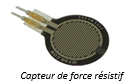 Capteur de force résistif